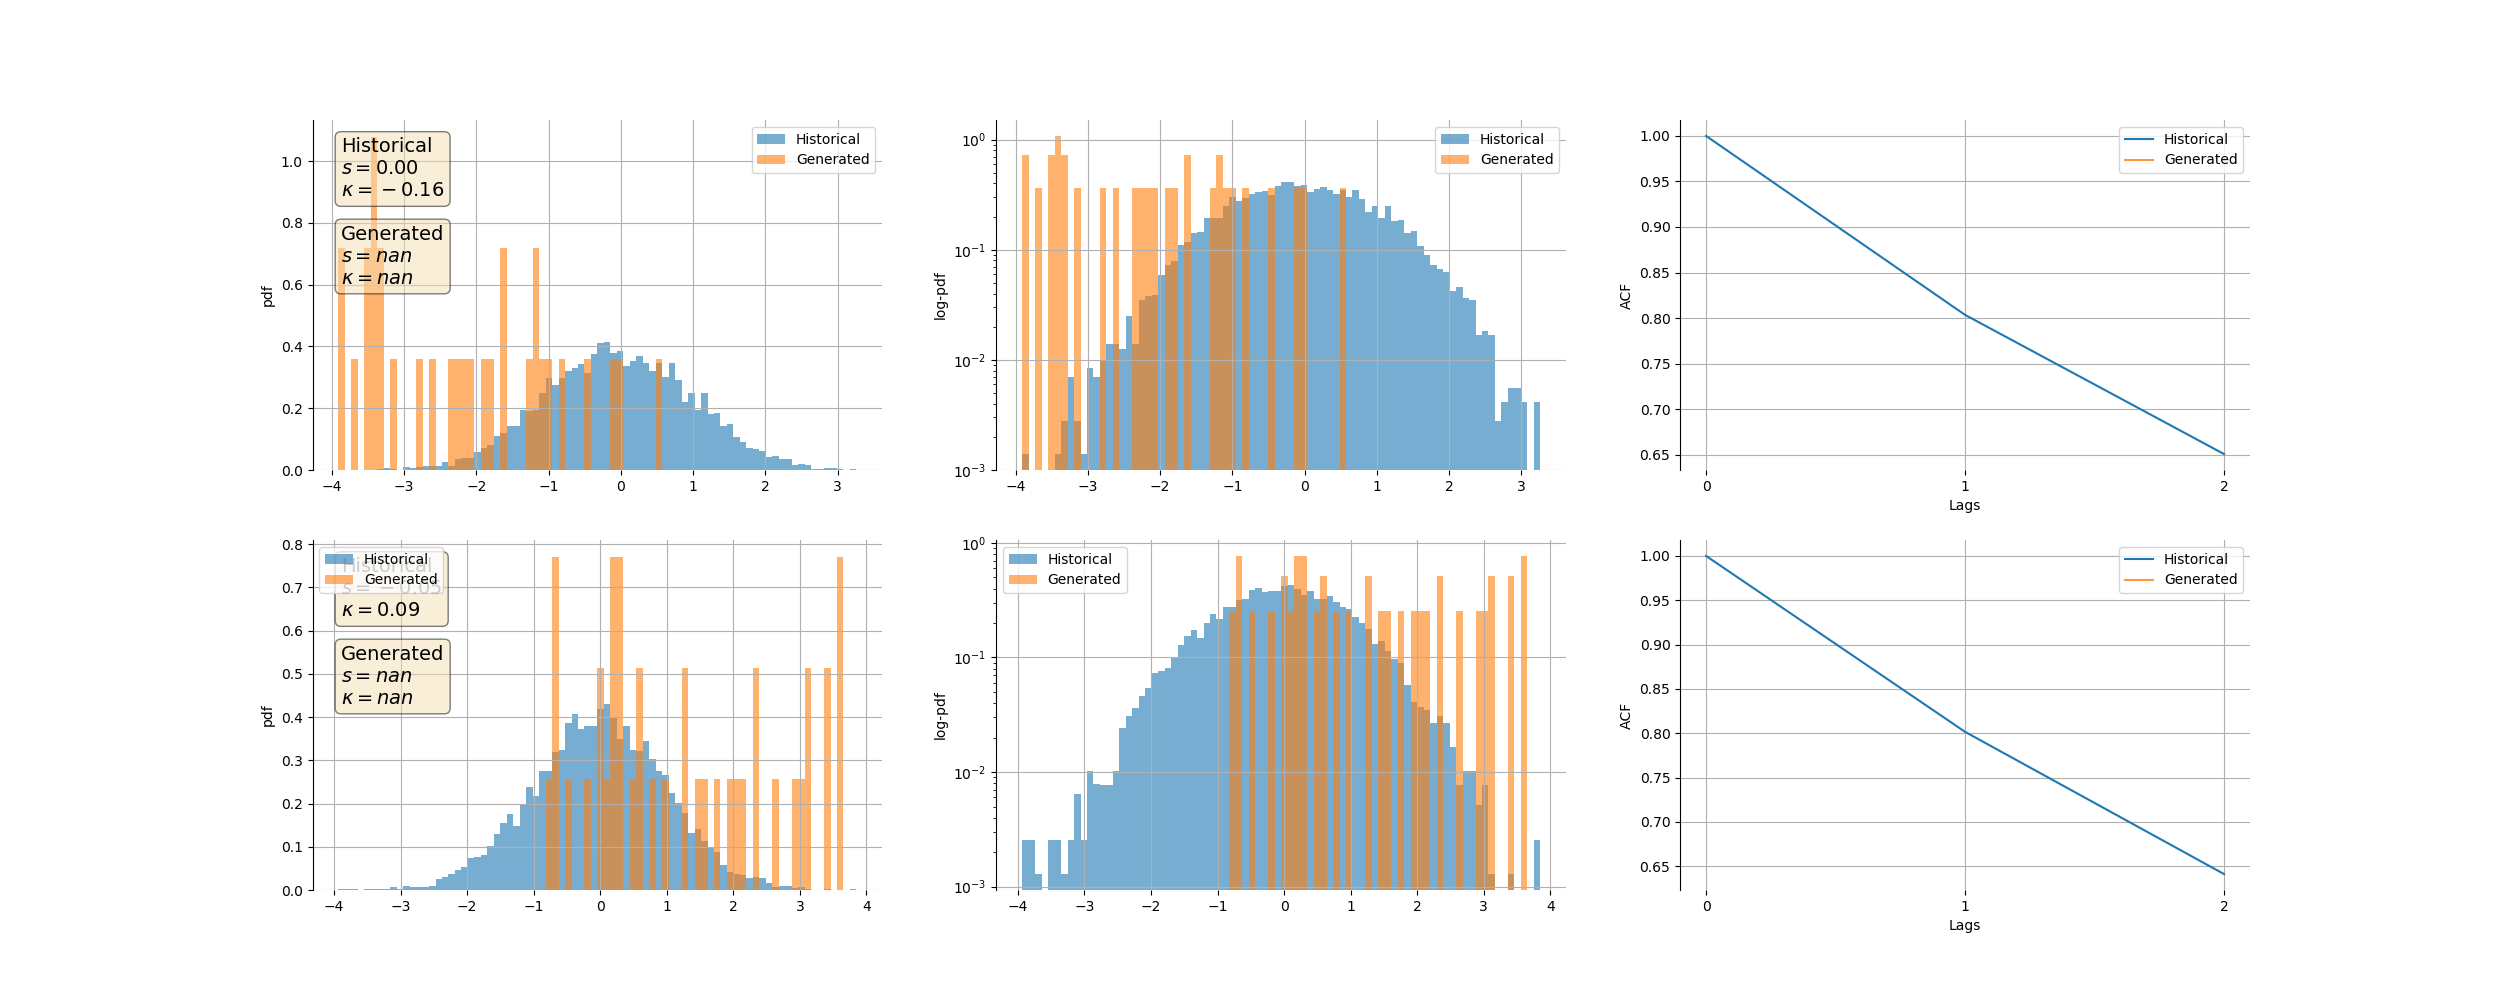 Historical
s = 0.00
κ = −0.16
Generated
s = nan
κ = nan
Historical
Generated
pdf
1.0
0.8
0.6
0.4
0.2
0.0
−4 −3 −2 −1 0 1 2 3
Historical
Generated
log-pdf
10⁰
10⁻¹
10⁻²
10⁻³
−4 −3 −2 −1 0 1 2 3
Historical
Generated
ACF
1.00
0.95
0.90
0.85
0.80
0.75
0.70
0.65
0 1 2
Lags
Historical
Generated
Historical
s = −0.05
κ = 0.09
Generated
s = nan
κ = nan
pdf
0.8
0.7
0.6
0.5
0.4
0.3
0.2
0.1
0.0
−4 −3 −2 −1 0 1 2 3 4
Historical
Generated
log-pdf
10⁰
10⁻¹
10⁻²
10⁻³
−4 −3 −2 −1 0 1 2 3 4
Historical
Generated
ACF
1.00
0.95
0.90
0.85
0.80
0.75
0.70
0.65
0 1 2
Lags